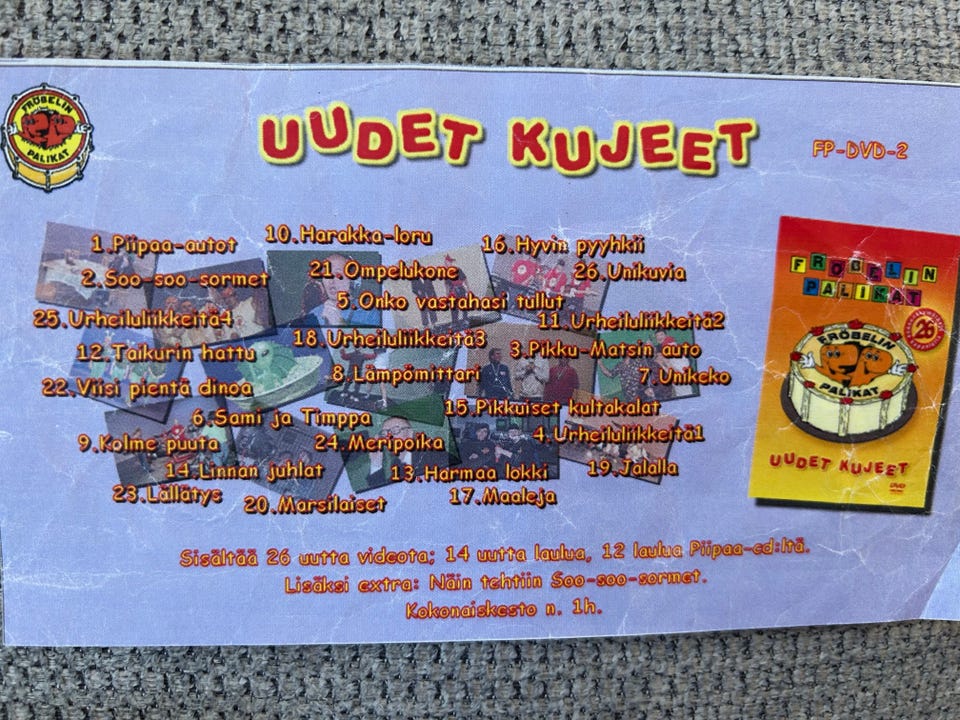 FRÖBELIN
PALIKAT
UUDET KUJEET
FP-DVD-2
1.Piipaa-autot
10.Harakka-loru
16.Hyvin pyyhkii
2.Soo-soo-sormet
21.Ompelukone
26.Unikuvia
5.Onko vastahasi tullut
25.Urheiluliikkeitä4
11.Urheiluliikkeitä2
12.Taikurin hattu
18.Urheiluliikkeitä3
3.Pikku-Matsin auto
22.Viisi pientä dinoa
8.Lämpömittari
7.Unikeko
6.Sami ja Timppa
15.Pikkuiset kultakalat
9.Kolme puuta
24.Meripoika
4.Urheiluliikkeitä1
14.Linnan juhlat
13.Harmaa lokki
19.Jalalla
23.Lällätys
20.Marsilaiset
17.Maaleja
Sisältää 26 uutta videota; 14 uutta laulua, 12 laulua Piipaa-cd:ltä.
Lisäksi extra: Näin tehtiin Soo-soo-sormet.
Kokonaiskesto n. 1h.
FRÖBELIN
PALIKAT
26
FRÖBELIN
PALIKAT
UUDET KUJEET
DVD